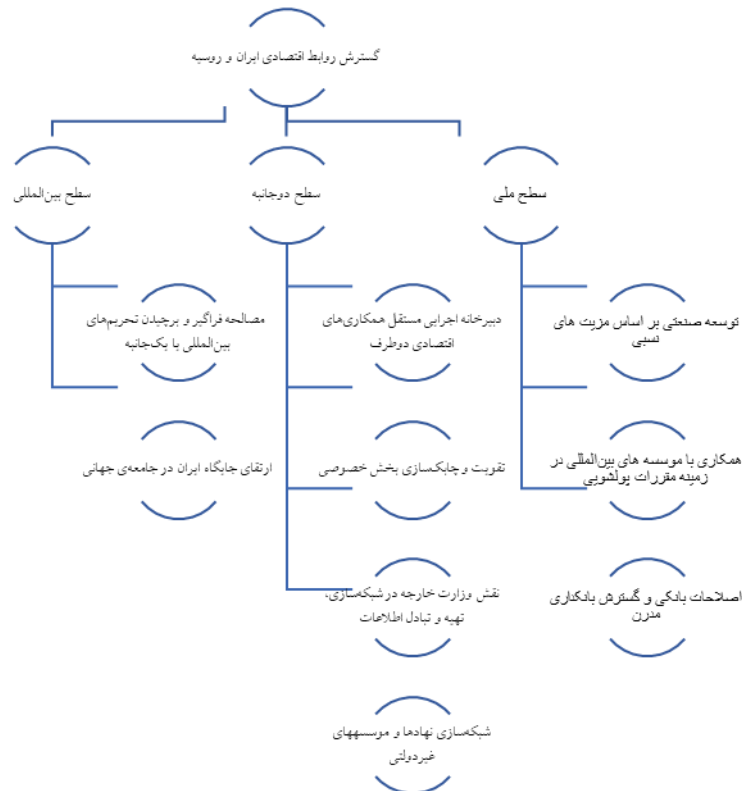 گسترش روابط اقتصادی ایران و روسیه
سطح ملی
سطح دوجانبه
سطح بین‌المللی
توسعه صنعتی بر اساس مزیت های
نسبی
همکاری با موسسه های بین‌المللی در
زمینه مقررات پولشویی
اصلاحات بانکی و گسترش بانکداری
مدرن
دبیرخانه اجرایی مستقل همکاری‌های
اقتصادی دوطرف
تقویت و چابک‌سازی بخش خصوصی
نقش وزارت خارجه در شبکه‌سازی،
تهیه و تبادل اطلاعات
شبکه‌سازی نهادها و موسسههای
غیردولتی
مصالحه فراگیر و برچیدن تحریم‌های
بین‌المللی یا یک‌جانبه
ارتقای جایگاه ایران در جامعه‌ی جهانی